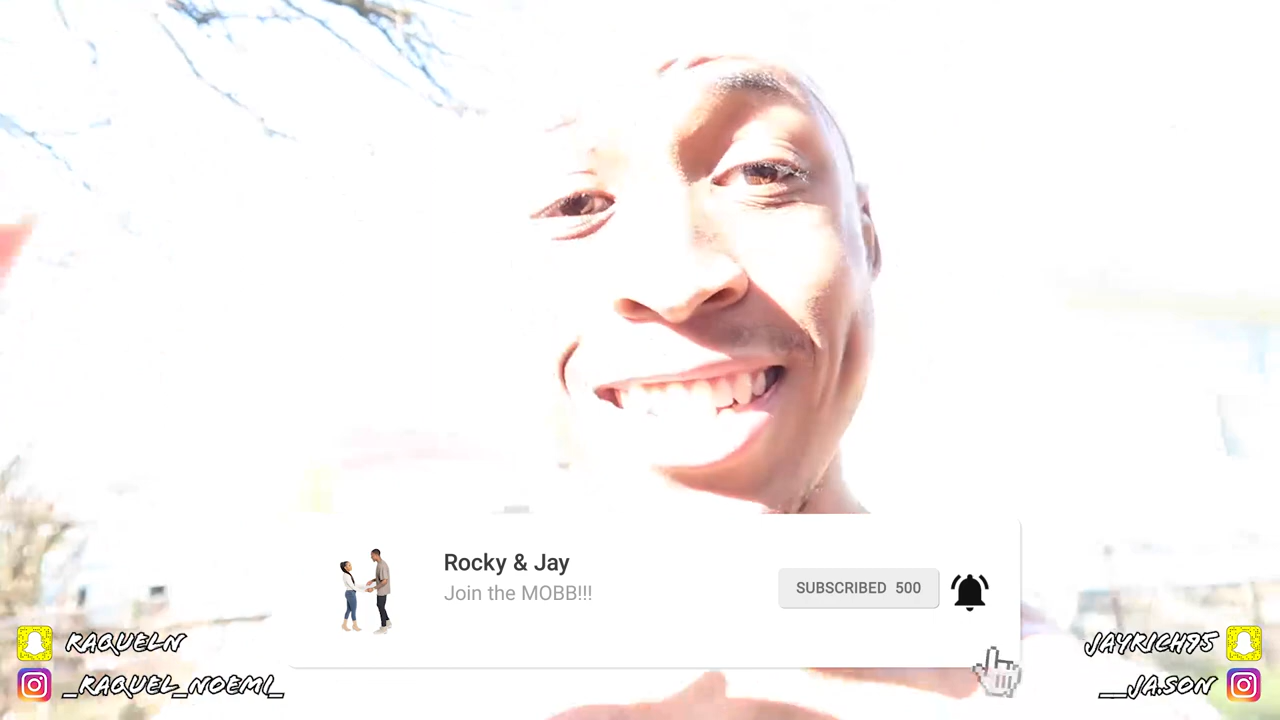 Rocky & Jay
Join the MOBB!!!
SUBSCRIBED 500
RAQUELN
_RAQUEL_NOEMI_
JAYRICH95
__JA.SON